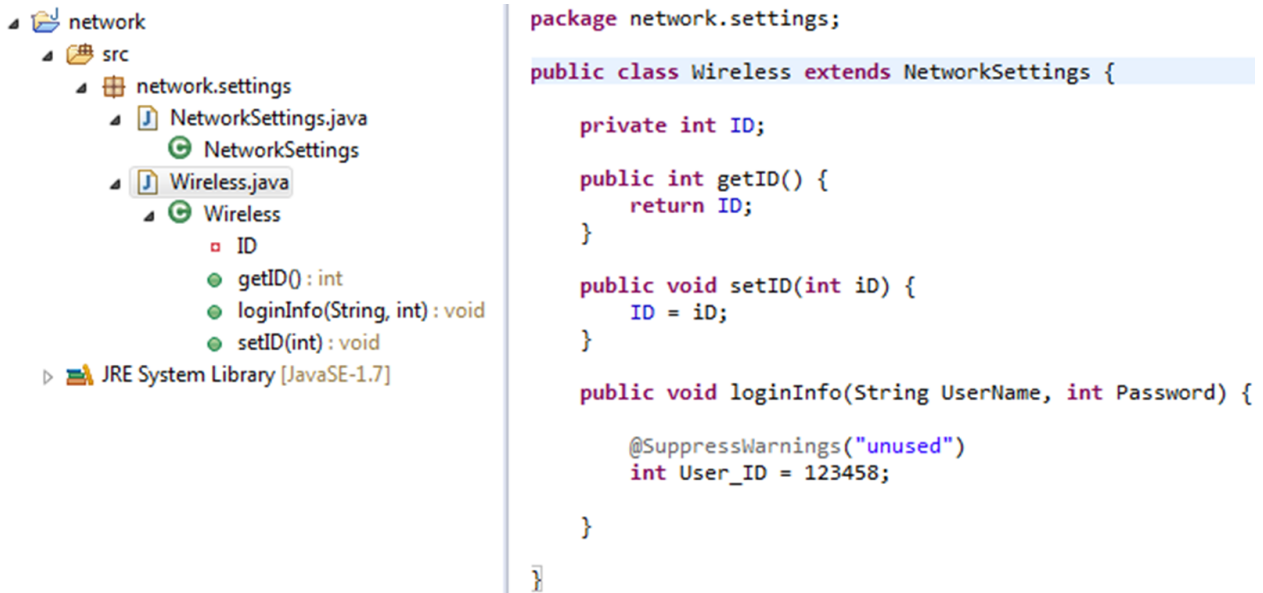 network
src
network.settings
NetworkSettings.java
NetworkSettings
Wireless.java
Wireless
ID
getID() : int
loginInfo(String, int) : void
setID(int) : void
JRE System Library [JavaSE-1.7]
package network.settings;
public class Wireless extends NetworkSettings {
private int ID;
public int getID() {
return ID;
}
public void setID(int iD) {
ID = iD;
}
public void loginInfo(String UserName, int Password) {
@SuppressWarnings("unused")
int User_ID = 123458;
}
}